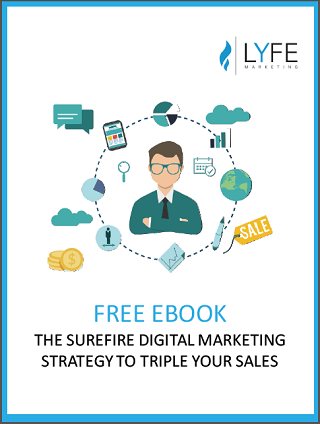 LYFE
MARKETING
SALE
$
FREE EBOOK
THE SUREFIRE DIGITAL MARKETING
STRATEGY TO TRIPLE YOUR SALES